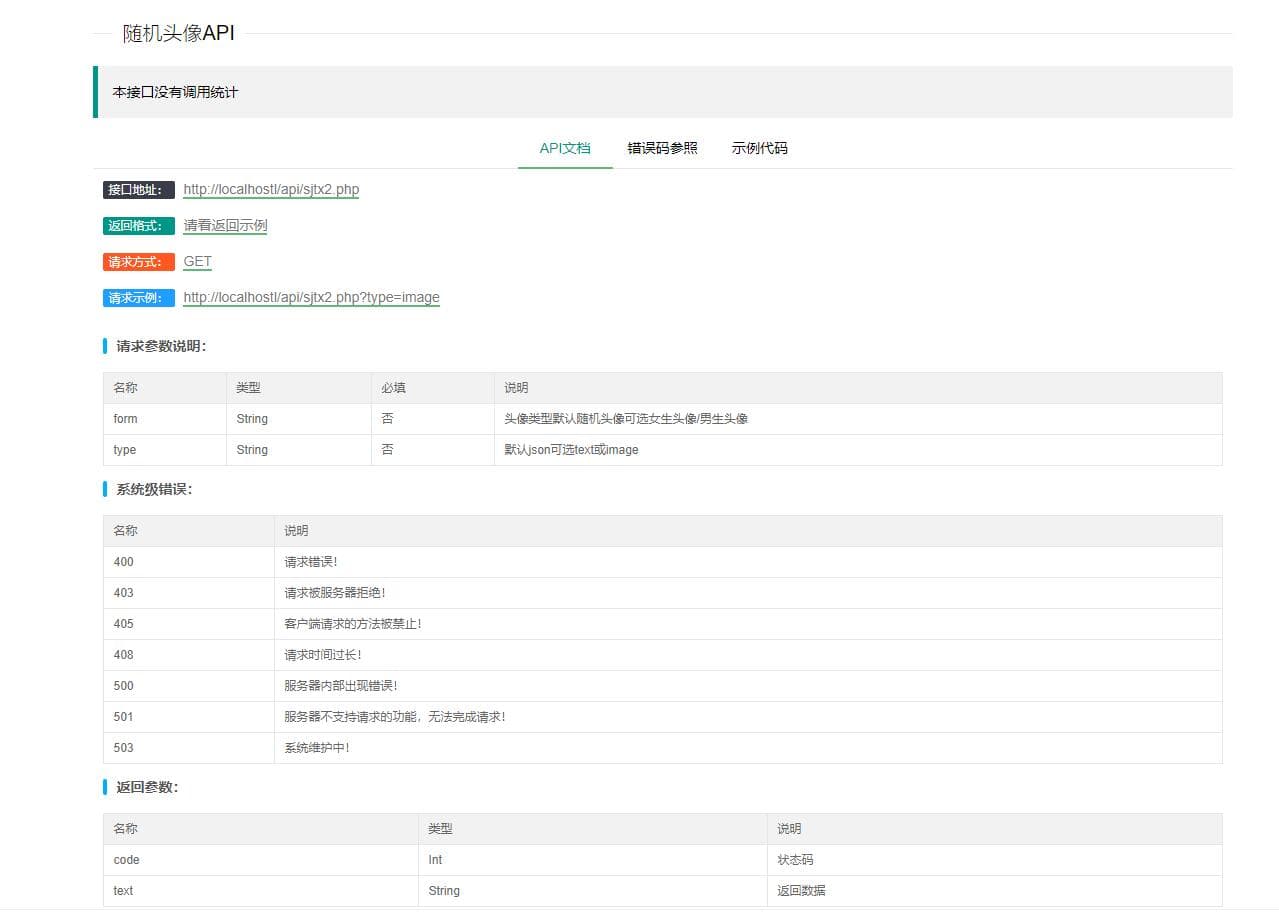 随机头像API
本接口没有调用统计
API文档 错误码参照 示例代码
接口地址： http://localhostl/api/sjtx2.php
返回格式： 请看返回示例
请求方式： GET
请求示例： http://localhostl/api/sjtx2.php?type=image
请求参数说明：
名称 类型 必填 说明
form String 否 头像类型默认随机头像可选女生头像/男生头像
type String 否 默认json可选text或image
系统级错误：
名称 说明
400 请求错误！
403 请求被服务器拒绝！
405 客户端请求的方法被禁止！
408 请求时间过长！
500 服务器内部出现错误！
501 服务器不支持请求的功能，无法完成请求！
503 系统维护中！
返回参数：
名称 类型 说明
code Int 状态码
text String 返回数据